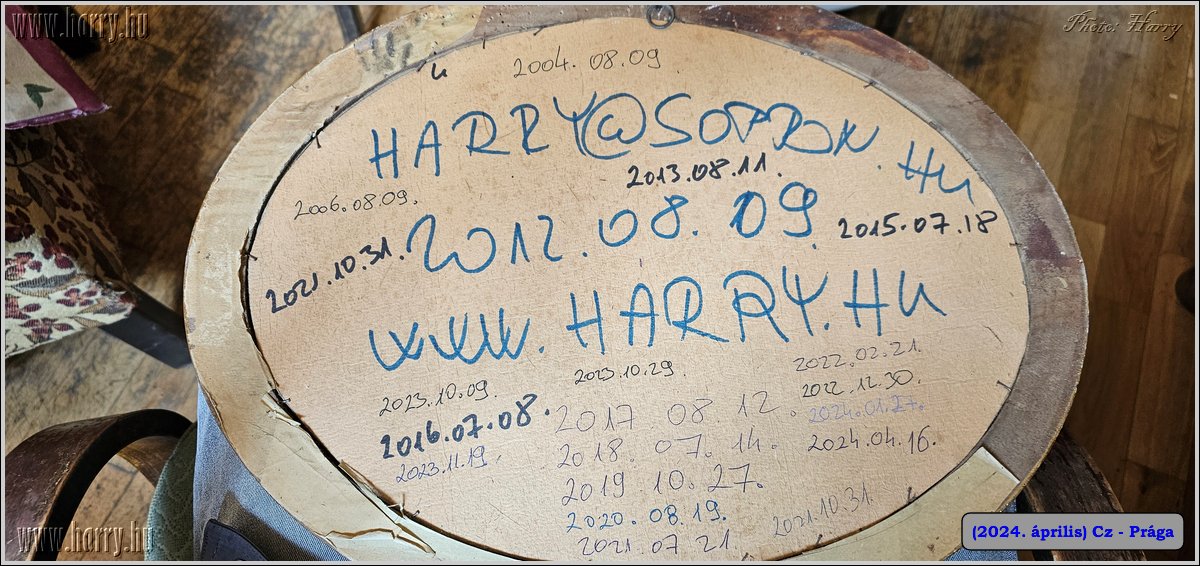 www.harry.hu
Photo: Harry
2004. 08. 09.
HARRY@SOPRON.HU
2013.08.11.
2006.08.09.
2012.08.09.
2015.07.18
2021.10.31.
WWW.HARRY.HU
2023.10.09.
2023.10.29.
2022.02.21.
2022.12.30.
2016.07.08.
2017 08 12.
2024.01.27.
2023.11.19.
2018. 07. 14.
2024.04.16.
2019 10. 27.
2020. 08. 19.
2021.10.31.
2021. 07 21.
www.harry.hu
(2024. április) Cz - Prága